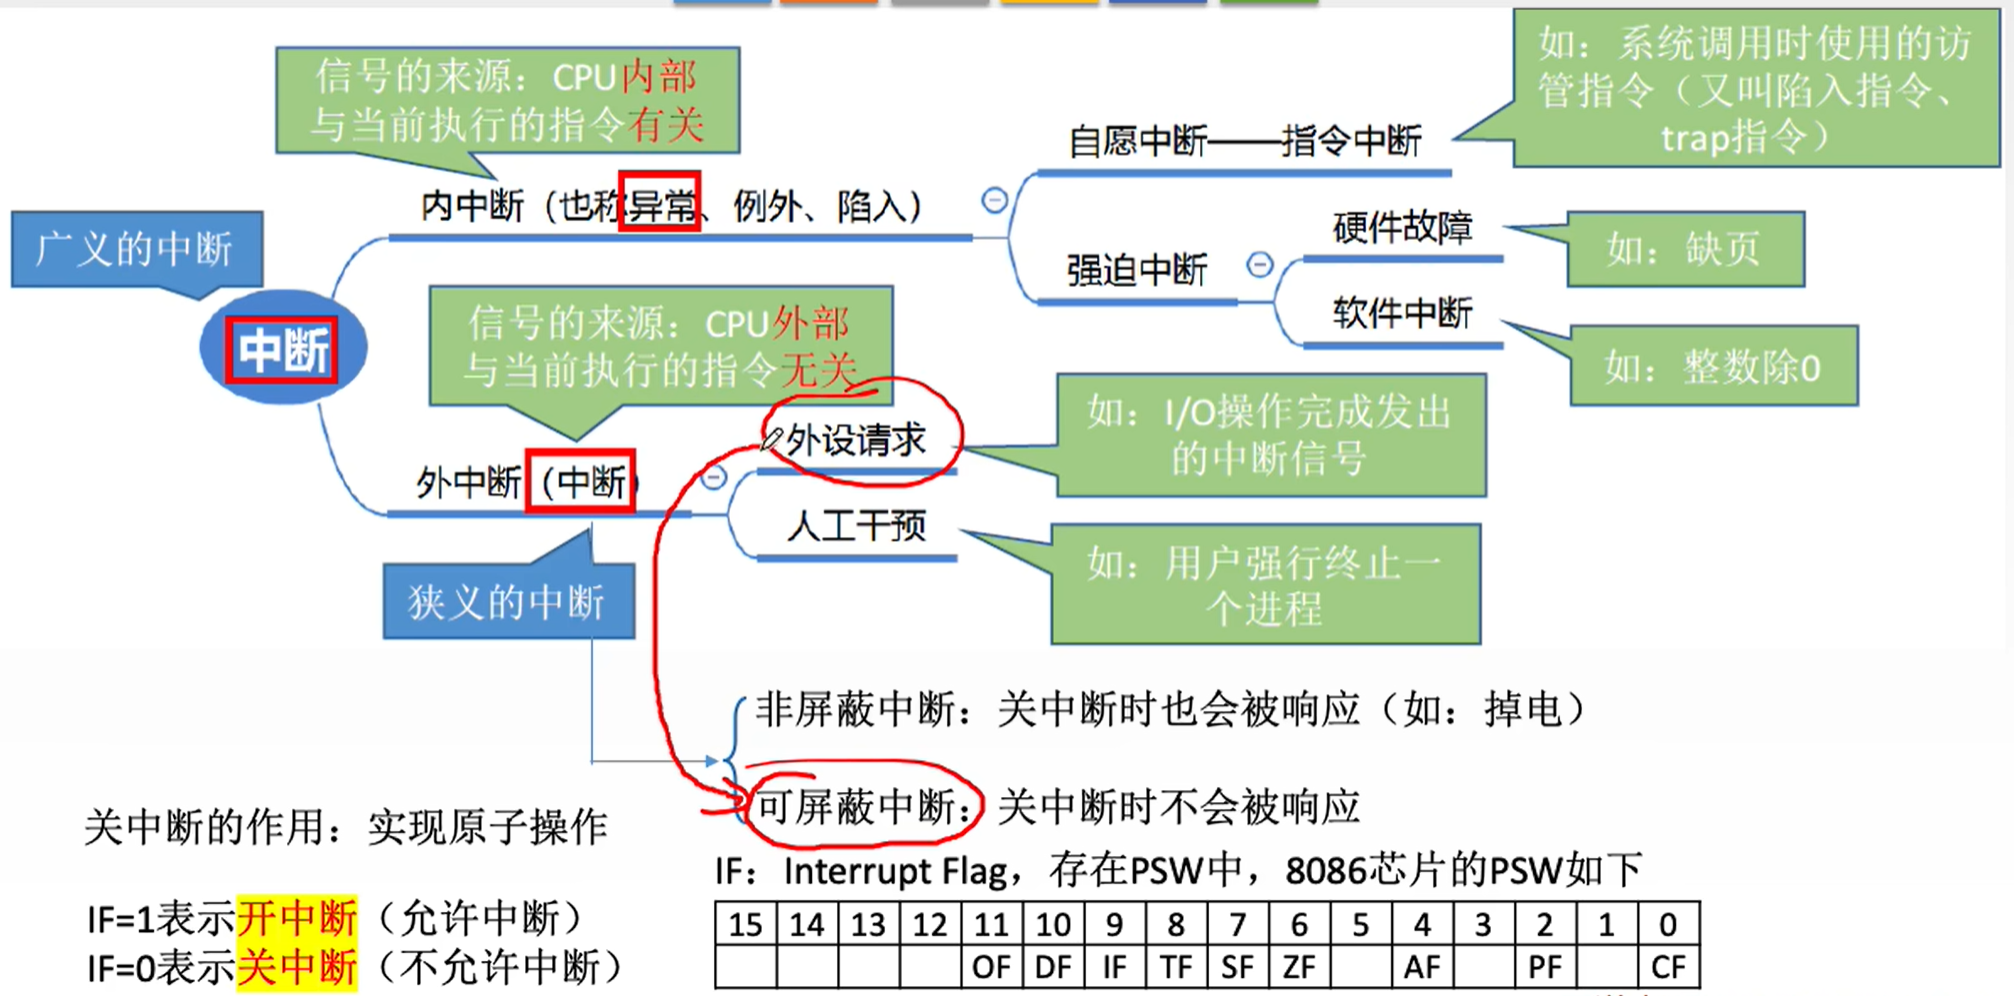 信号的来源：CPU内部
与当前执行的指令有关
如：系统调用时使用的访
管指令（又叫陷入指令、
trap指令）
自愿中断——指令中断
内中断（也称异常、例外、陷入）
硬件故障
如：缺页
广义的中断
强迫中断
软件中断
如：整数除0
中断
信号的来源：CPU外部
与当前执行的指令无关
外设请求
如：I/O操作完成发出
的中断信号
外中断（中断）
人工干预
如：用户强行终止一
个进程
狭义的中断
非屏蔽中断：关中断时也会被响应（如：掉电）
可屏蔽中断：关中断时不会被响应
关中断的作用：实现原子操作
IF：Interrupt Flag，存在PSW中，8086芯片的PSW如下
IF=1表示开中断（允许中断）
IF=0表示关中断（不允许中断）
15 14 13 12 11 10 9 8 7 6 5 4 3 2 1 0
OF DF IF TF SF ZF AF PF CF